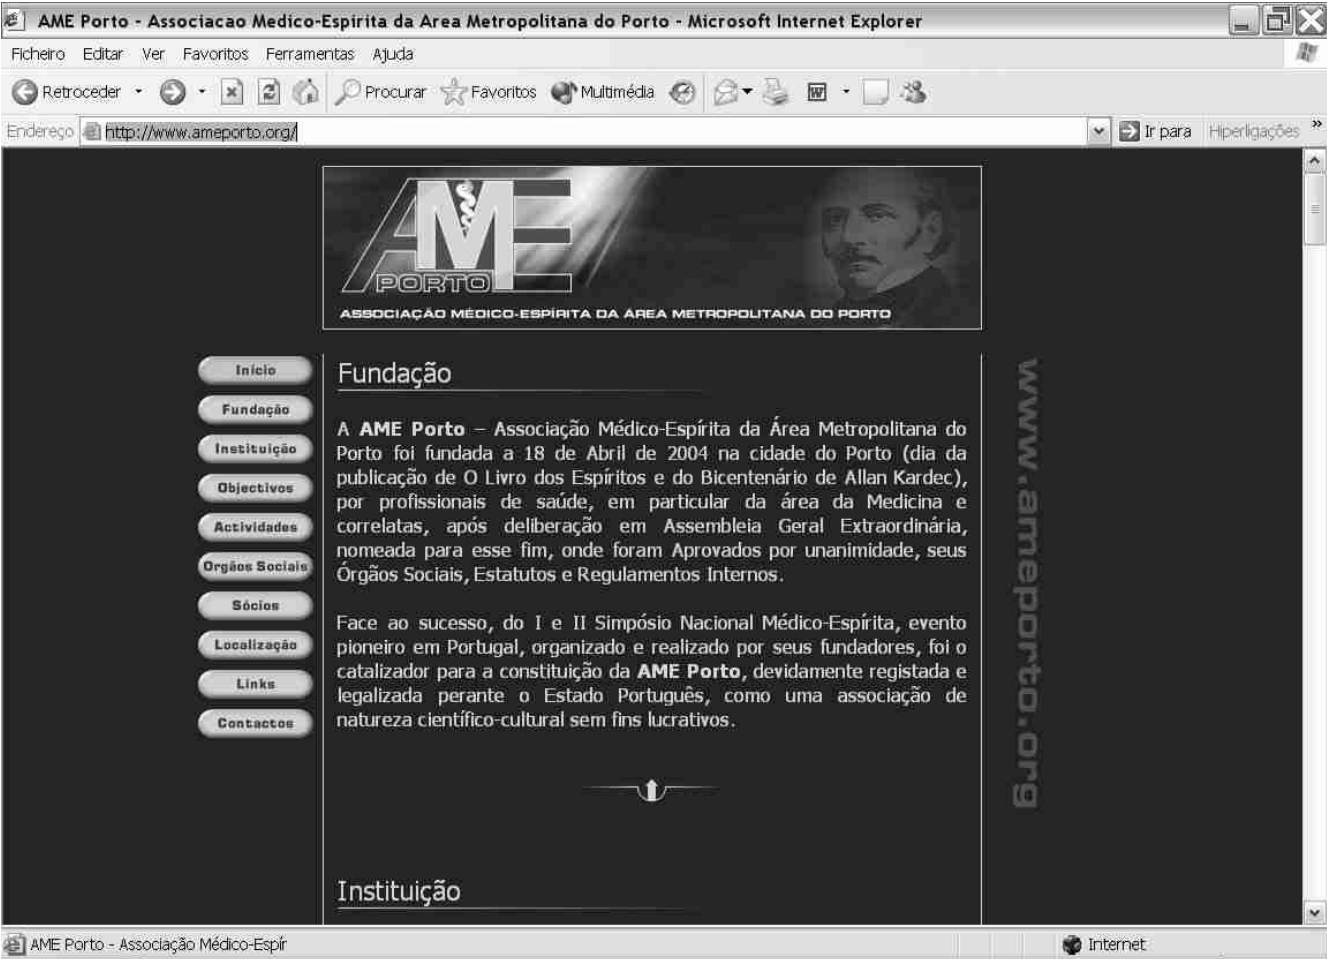 AME Porto - Associacao Medico-Espirita da Area Metropolitana do Porto - Microsoft Internet Explorer
Ficheiro Editar Ver Favoritos Ferramentas Ajuda
Retroceder Procurar Favoritos Multimédia
Endereço http://www.ameporto.org/ Ir para Hiperligações »
AME
PORTO
ASSOCIAÇÃO MÉDICO-ESPÍRITA DA ÁREA METROPOLITANA DO PORTO
Início
Fundação
Instituição
Objectivos
Actividades
Orgãos Sociais
Sócios
Localização
Links
Contactos
Fundação
A AME Porto – Associação Médico-Espírita da Área Metropolitana do
Porto foi fundada a 18 de Abril de 2004 na cidade do Porto (dia da
publicação de O Livro dos Espíritos e do Bicentenário de Allan Kardec),
por profissionais de saúde, em particular da área da Medicina e
correlatas, após deliberação em Assembleia Geral Extraordinária,
nomeada para esse fim, onde foram Aprovados por unanimidade, seus
Órgãos Sociais, Estatutos e Regulamentos Internos.
Face ao sucesso, do I e II Simpósio Nacional Médico-Espírita, evento
pioneiro em Portugal, organizado e realizado por seus fundadores, foi o
catalizador para a constituição da AME Porto, devidamente registada e
legalizada perante o Estado Português, como uma associação de
natureza científico-cultural sem fins lucrativos.
Instituição
www.ameporto.org
AME Porto - Associação Médico-Espír Internet